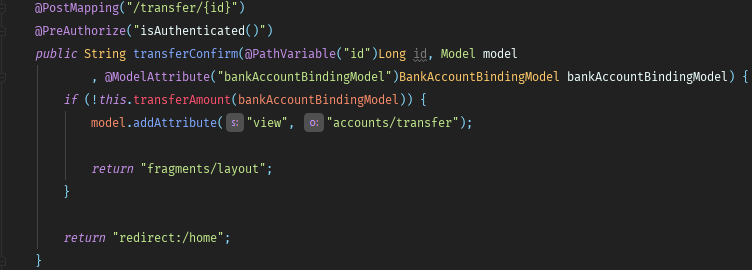 @PostMapping("/transfer/{id}")
@PreAuthorize("isAuthenticated()")
public String transferConfirm(@PathVariable("id")Long id, Model model
, @ModelAttribute("bankAccountBindingModel")BankAccountBindingModel bankAccountBindingModel) {
if (!this.transferAmount(bankAccountBindingModel)) {
model.addAttribute( s: "view", o: "accounts/transfer");
return "fragments/layout";
}
return "redirect:/home";
}